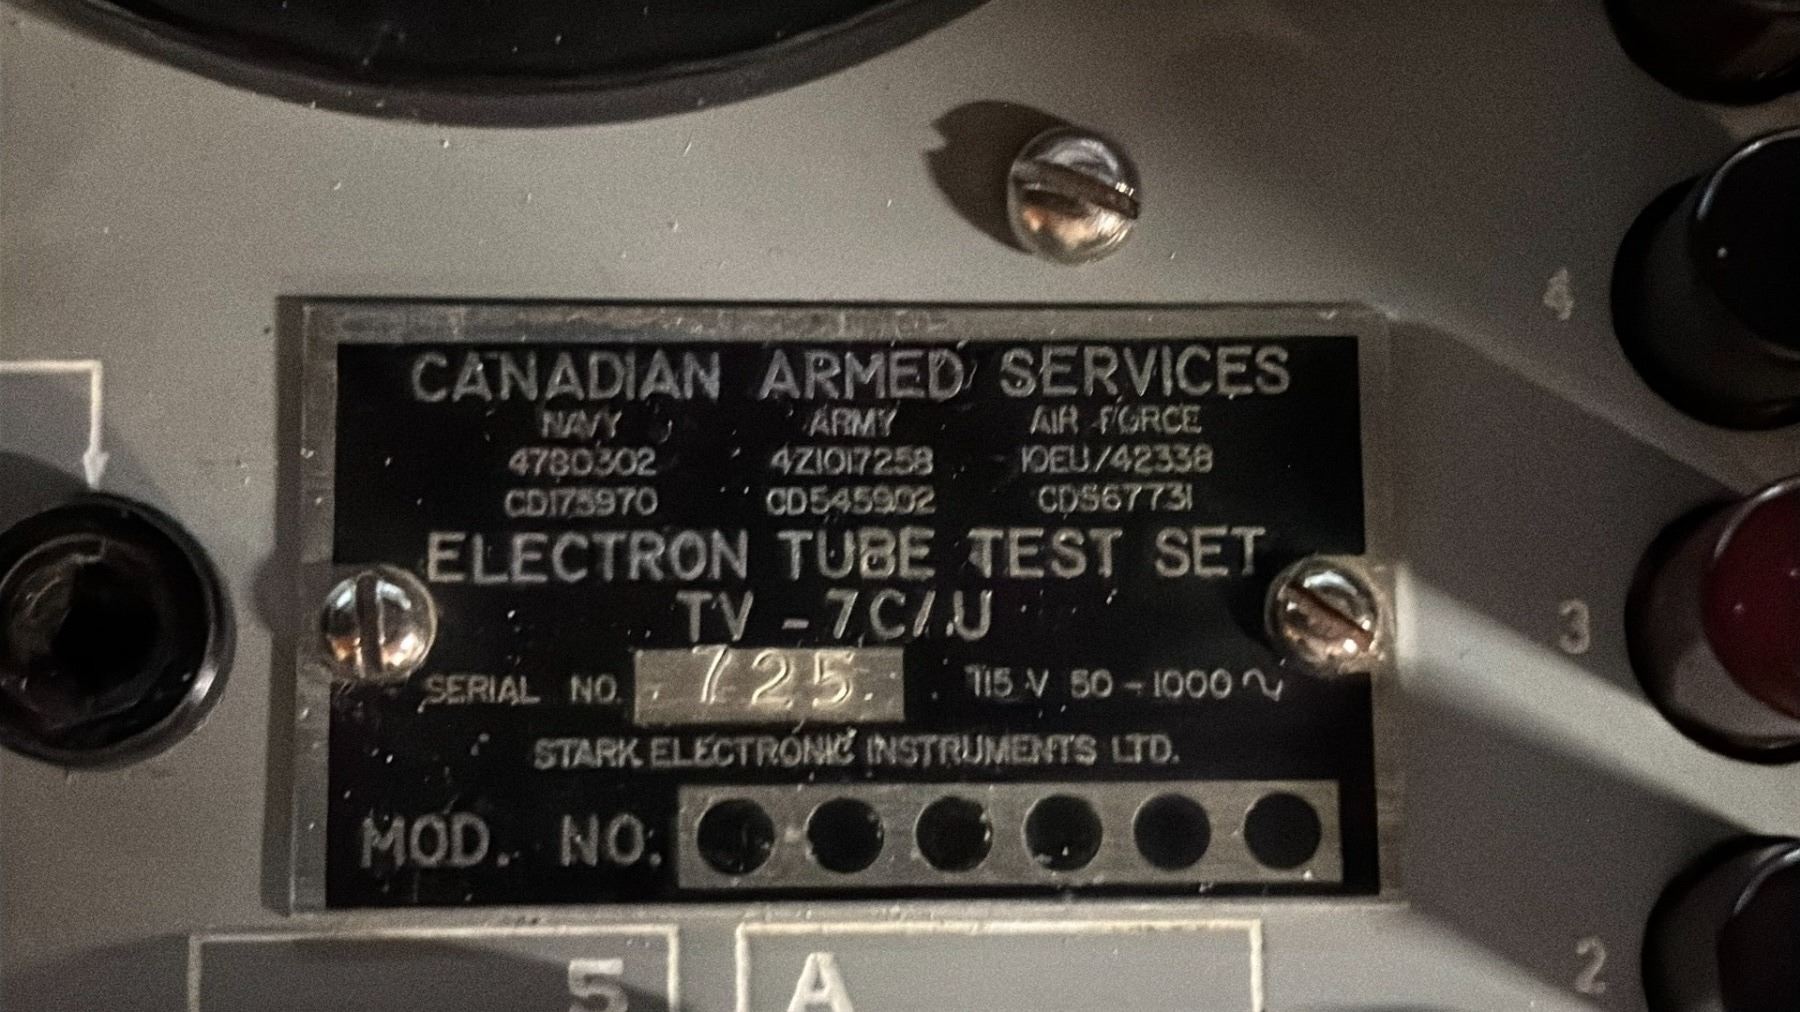 CANADIAN ARMED SERVICES
NAVY ARMY AIR FORCE
4780302 4Z1017258 10EU/42338
CD175970 CD545902 CD567731
ELECTRON TUBE TEST SET
TV-7C/U
SERIAL NO. 725 115 V 50-1000~
STARK ELECTRONIC INSTRUMENTS LTD.
MOD. NO.
4
3
2
5 A